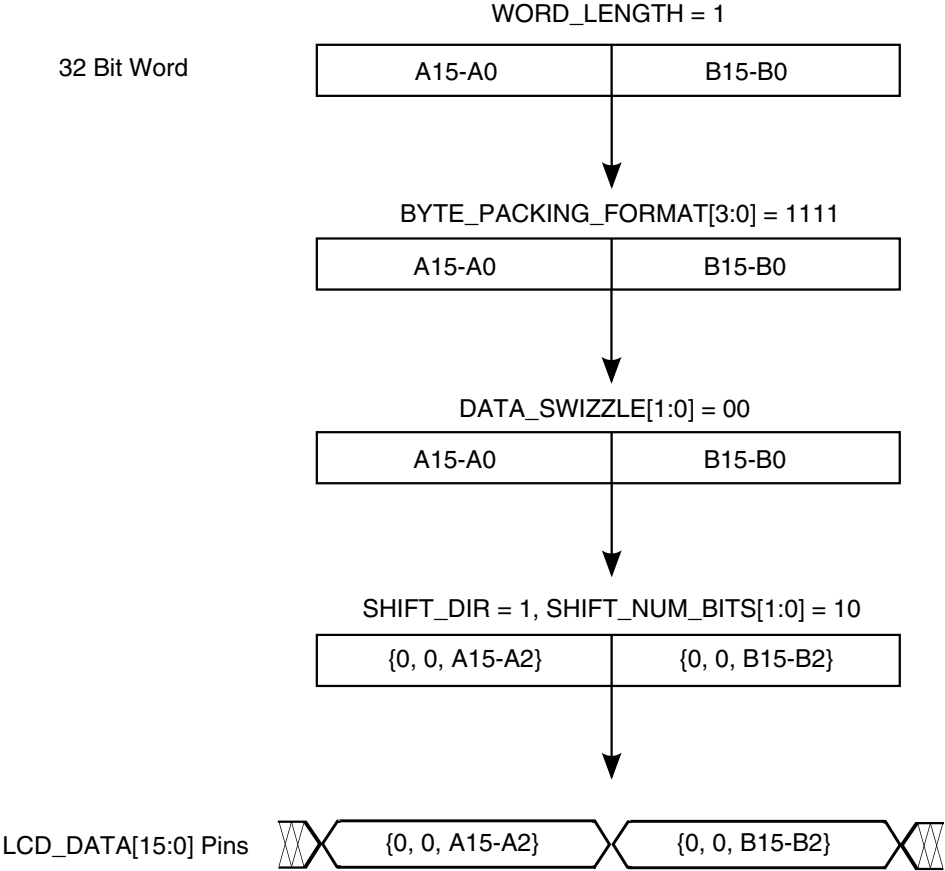 WORD_LENGTH = 1
32 Bit Word
A15-A0 B15-B0
BYTE_PACKING_FORMAT[3:0] = 1111
A15-A0 B15-B0
DATA_SWIZZLE[1:0] = 00
A15-A0 B15-B0
SHIFT_DIR = 1, SHIFT_NUM_BITS[1:0] = 10
{0, 0, A15-A2} {0, 0, B15-B2}
LCD_DATA[15:0] Pins {0, 0, A15-A2} {0, 0, B15-B2}